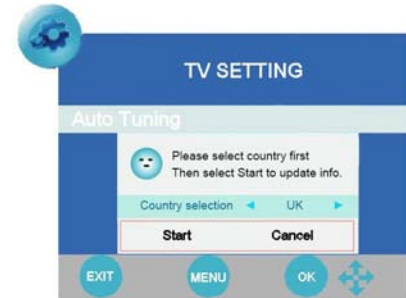 TV SETTING
Auto Tuning
Please select country first
Then select Start to update info.
Country selection UK
Start Cancel
EXIT MENU OK